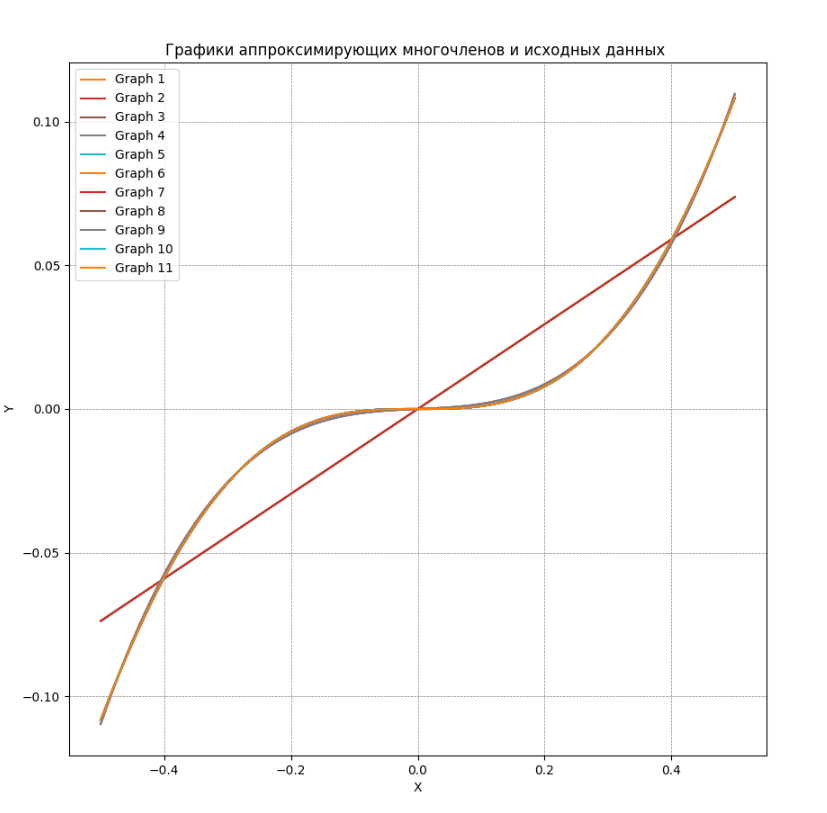 Графики аппроксимирующих многочленов и исходных данных
Graph 1
Graph 2
Graph 3
Graph 4
Graph 5
Graph 6
Graph 7
Graph 8
Graph 9
Graph 10
Graph 11
0.10
0.05
0.00
−0.05
−0.10
Y
−0.4 −0.2 0.0 0.2 0.4
X